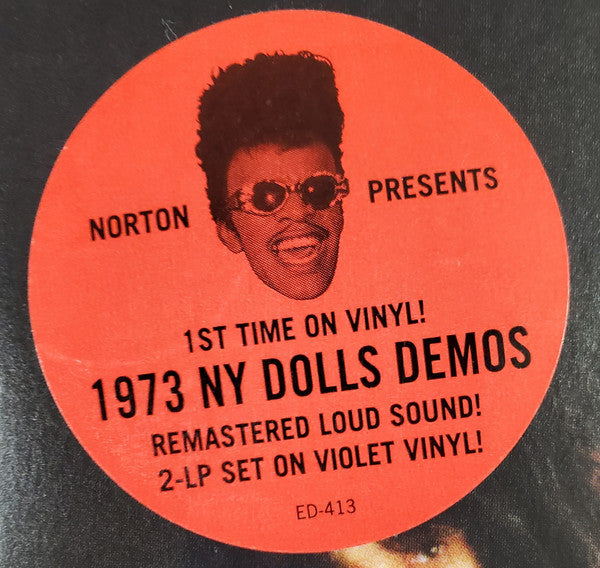 NORTON
PRESENTS
1ST TIME ON VINYL!
1973 NY DOLLS DEMOS
REMASTERED LOUD SOUND!
2-LP SET ON VIOLET VINYL!
ED-413